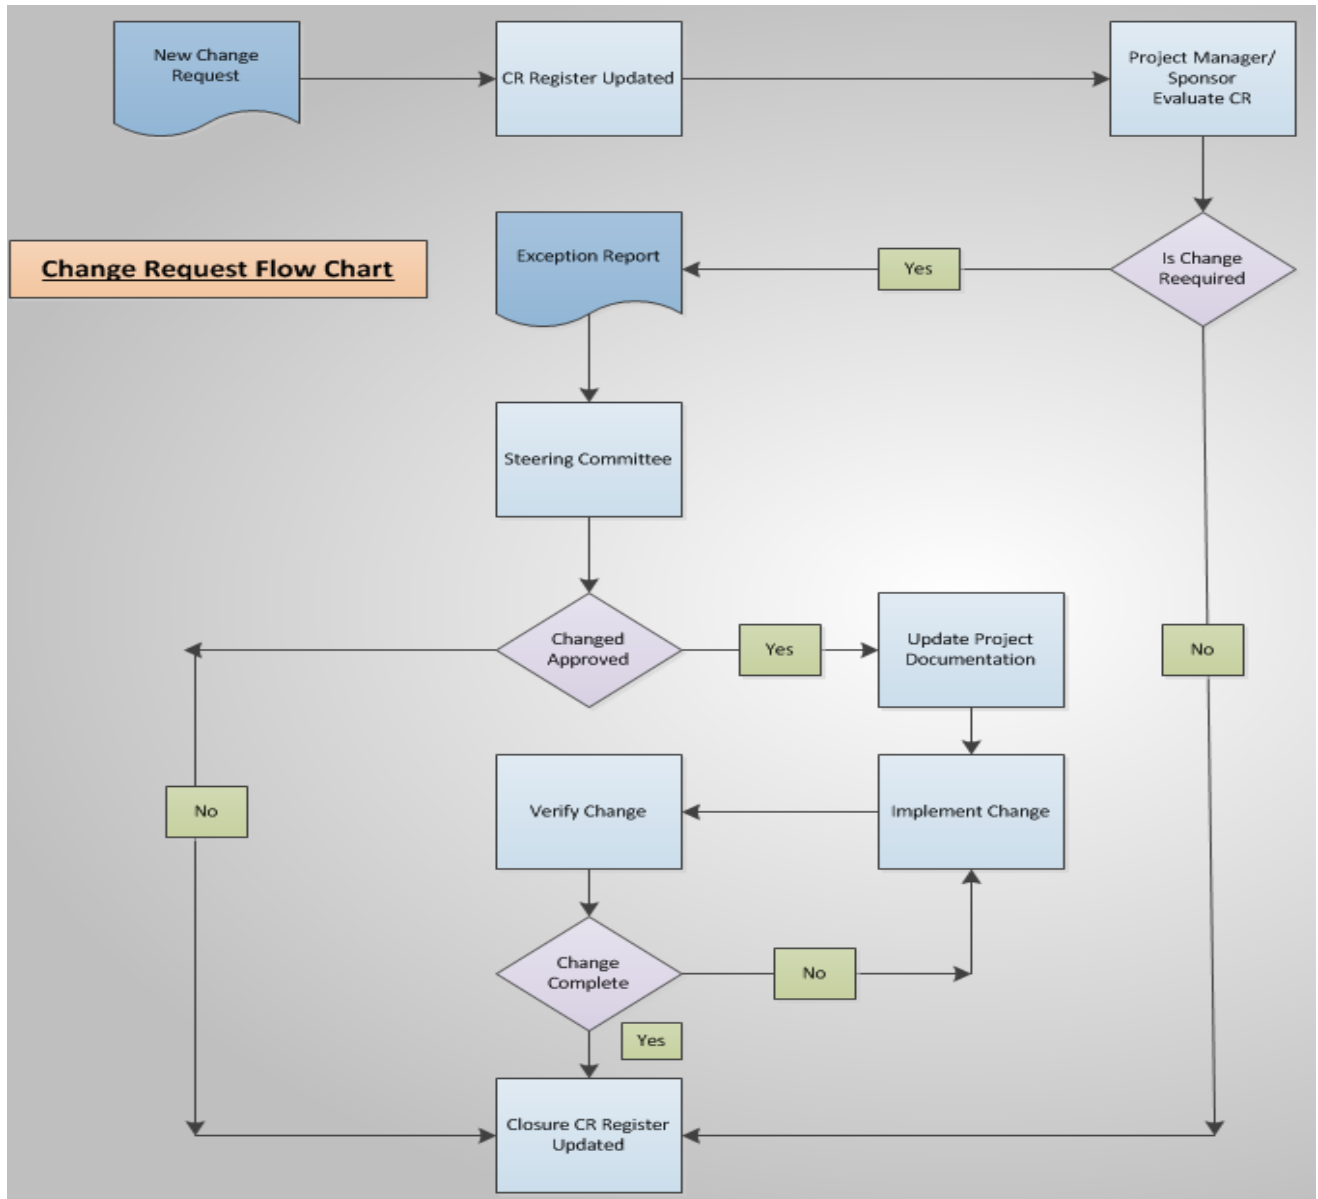 New Change
Request
CR Register Updated
Project Manager/
Sponsor
Evaluate CR
Change Request Flow Chart
Exception Report
Yes
Is Change
Reequired
Steering Committee
Changed
Approved
Yes
Update Project
Documentation
No
No
Verify Change
Implement Change
Change
Complete
No
Yes
Closure CR Register
Updated